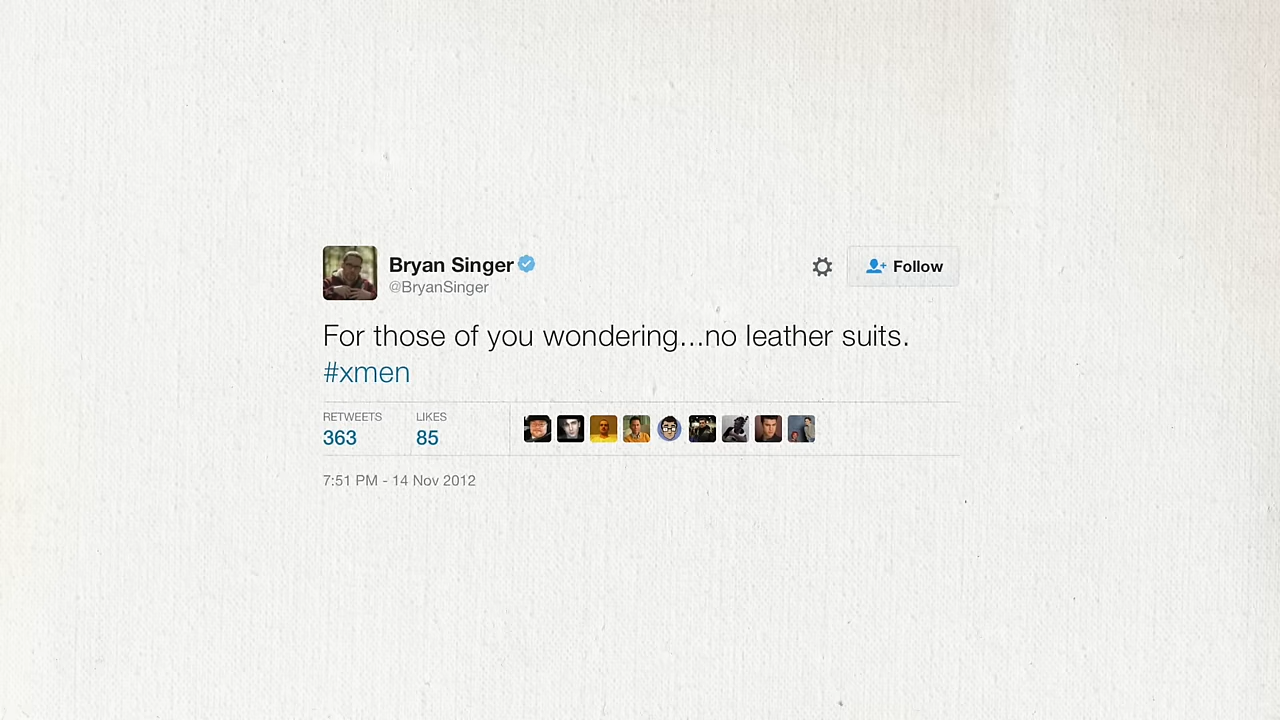 Bryan Singer
@BryanSinger
Follow
For those of you wondering...no leather suits.
#xmen
RETWEETS LIKES
363 85
7:51 PM - 14 Nov 2012